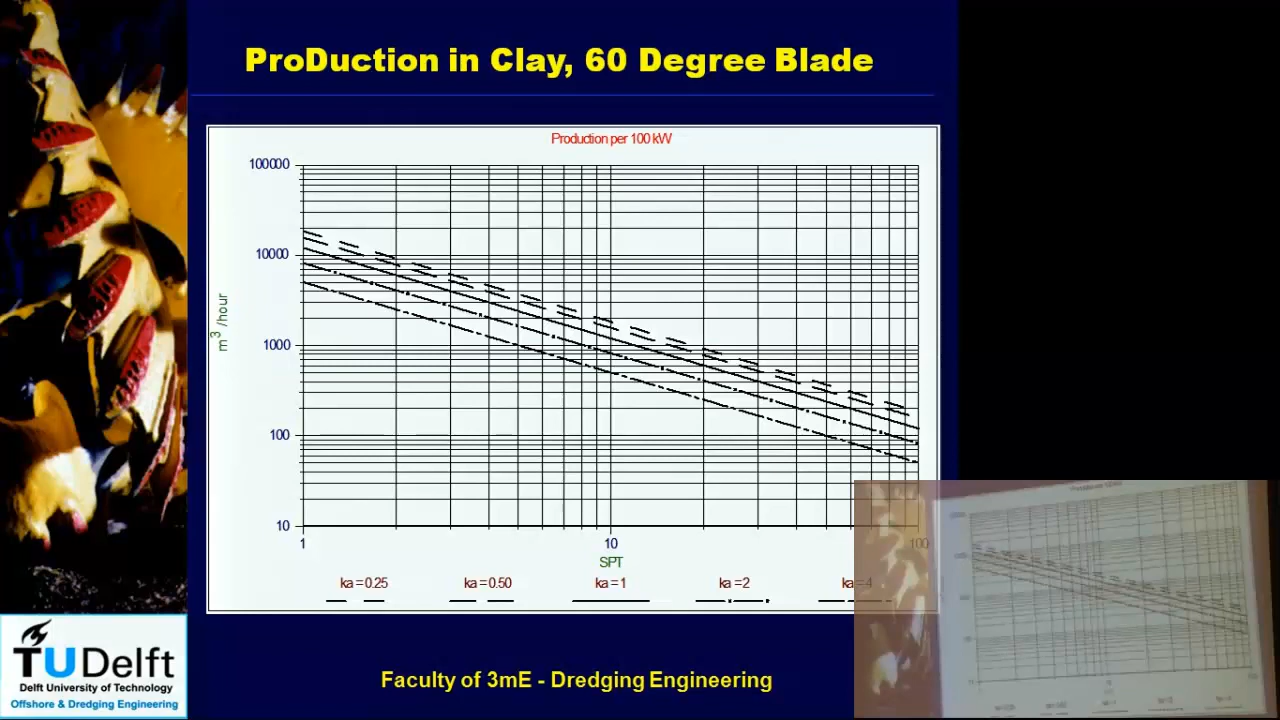 ProDuction in Clay, 60 Degree Blade
Production per 100 kW
100000
10000
1000
100
10
m³/hour
1 10 100
SPT
ka = 0.25 ka = 0.50 ka = 1 ka =2 ka = 4
TU Delft
Delft University of Technology
Offshore & Dredging Engineering
Faculty of 3mE - Dredging Engineering